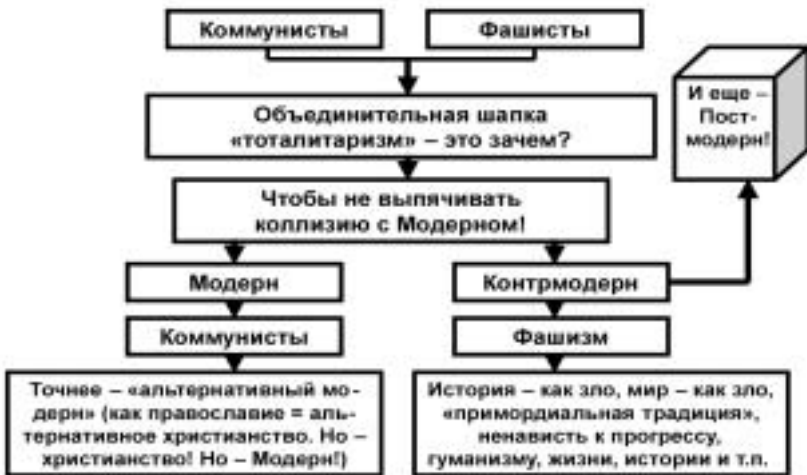 Коммунисты
Фашисты
Объединительная шапка
«тоталитаризм» – это зачем?
И еще –
Пост-
модерн!
Чтобы не выпячивать
коллизию с Модерном!
Модерн
Контрмодерн
Коммунисты
Фашизм
Точнее – «альтернативный мо-
дерн» (как православие = аль-
тернативное христианство. Но –
христианство! Но – Модерн!)
История – как зло, мир – как зло,
«примордиальная традиция»,
ненависть к прогрессу,
гуманизму, жизни, истории и т.п.